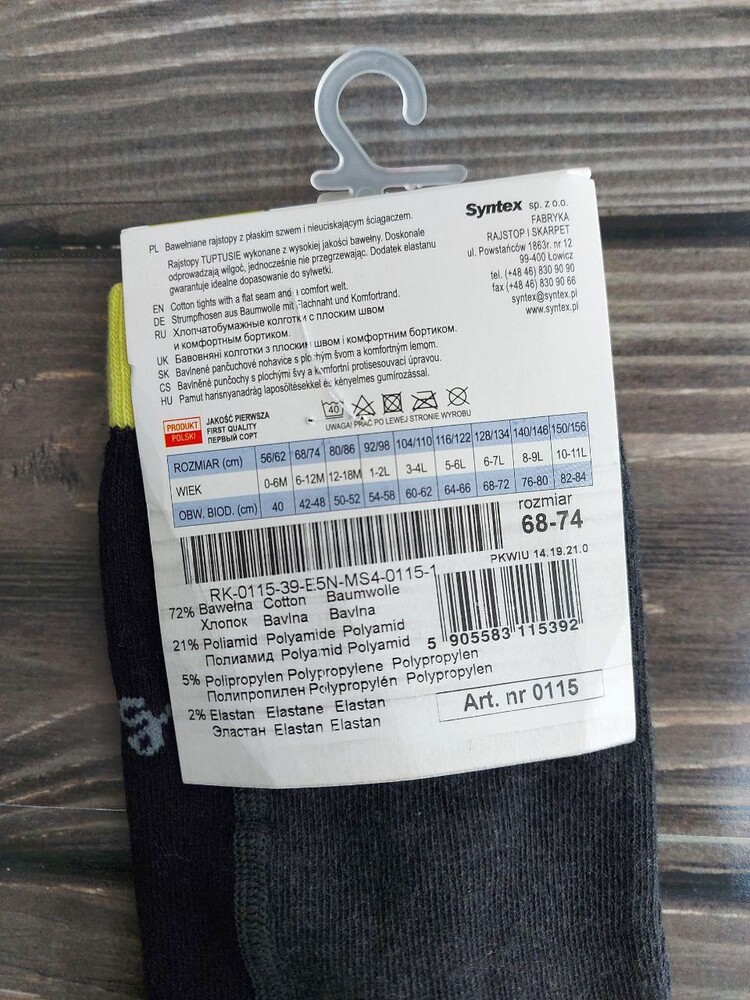 Syntex sp. z o.o.
FABRYKA
RAJSTOP I SKARPET
ul. Powstańców 1863r. nr 12
99-400 Łowicz
tel. (+48 46) 830 90 90
fax (+48 46) 830 90 66
syntex@syntex.pl
www.syntex.pl
PL Bawełniane rajstopy z płaskim szwem i nieuciskającym ściągaczem.
Rajstopy TUPTUSIE wykonane z wysokiej jakości bawełny. Doskonale
odprowadzają wilgoć, jednocześnie nie przegrzewając. Dodatek elastanu
gwarantuje idealne dopasowanie do sylwetki.
EN Cotton tights with a flat seam and a comfort welt.
DE Strumpfhosen aus Baumwolle mit Flachnaht und Komfortrand.
RU Хлопчатобумажные колготки с плоским швом
и комфортным бортиком.
UK Бавовняні колготки з плоским швом і комфортним бортиком.
SK Bavlnené pančuchové nohavice s plochým švom a komfortným lemom.
CS Bavlněné punčochy s plochými švy a komfortní protisesouvací úpravou.
HU Pamut harisnyanadrág laposöltésekkel és kényelmes gumírozással.
40
UWAGA! PRAĆ PO LEWEJ STRONIE WYROBU
PRODUKT
POLSKI
JAKOŚĆ PIERWSZA
FIRST QUALITY
ПЕРВЫЙ СОРТ
ROZMIAR (cm) 56/62 68/74 80/86 92/98 104/110 116/122 128/134 140/146 150/156
WIEK 0-6M 6-12M 12-18M 1-2L 3-4L 5-6L 6-7L 8-9L 10-11L
OBW. BIOD. (cm) 40 42-48 50-52 54-58 60-62 64-66 68-72 76-80 82-84
rozmiar
68-74
PKWIU 14.19.21.0
RK-0115-39-E.5N-MS4-0115-1
72% Bawełna Cotton Baumwolle
Хлопок Bavlna Bavlna
21% Poliamid Polyamide Polyamid
Полиамид Polyamid Polyamid
5% Polipropylen Polypropylene Polypropylen
Полипропилен Polypropylén Polypropylen
2% Elastan Elastane Elastan
Эластан Elastan Elastan
5 905583 115392
Art. nr 0115